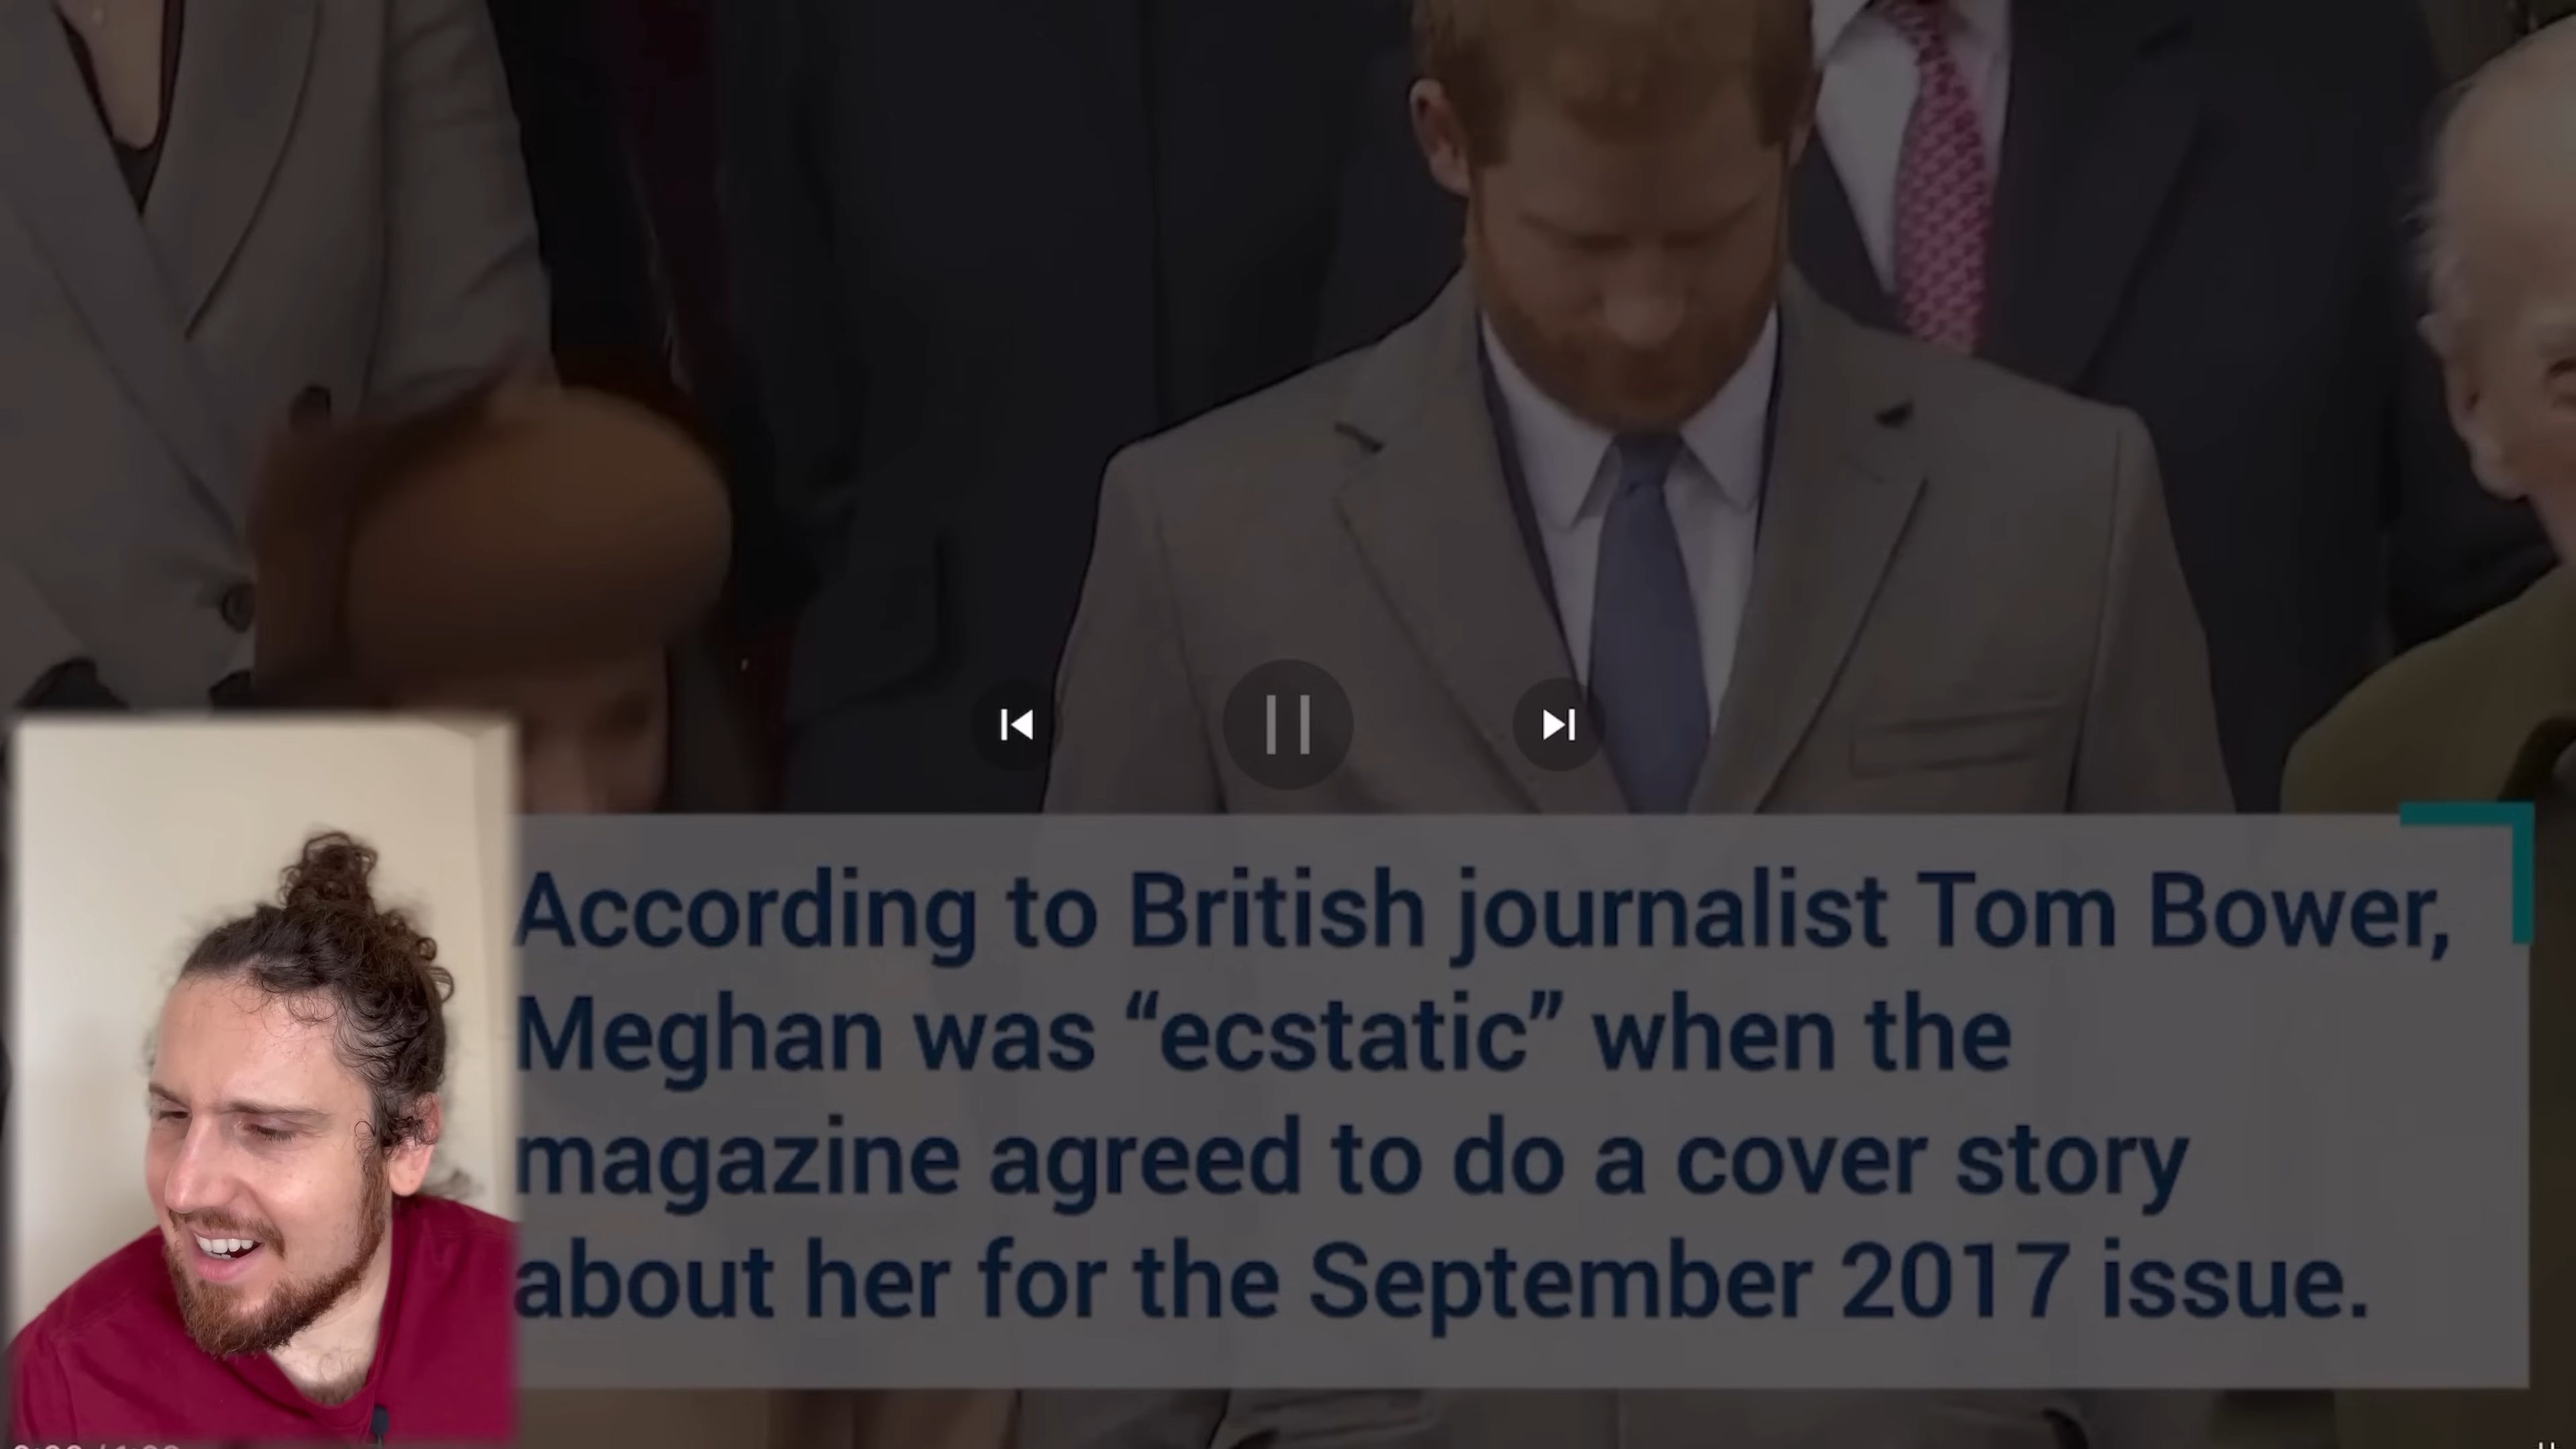 According to British journalist Tom Bower,
Meghan was “ecstatic” when the
magazine agreed to do a cover story
about her for the September 2017 issue.